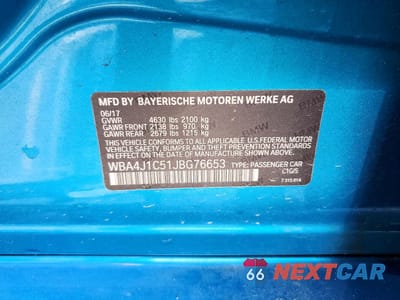 MFD BY BAYERISCHE MOTOREN WERKE AG
06/17
GVWR 4630 lbs 2100 kg
GAWR FRONT 2138 lbs 970 kg
GAWR REAR 2679 lbs 1215 kg
THIS VEHICLE CONFORMS TO ALL APPLICABLE U.S. FEDERAL MOTOR
VEHICLE SAFETY, BUMPER, AND THEFT PREVENTION STANDARDS
IN EFFECT ON THE DATE OF MANUFACTURE SHOWN ABOVE.
WBA4J1C51JBG76653 TYPE: PASSENGER CAR
C1G/5
BMW
66 NEXTCAR